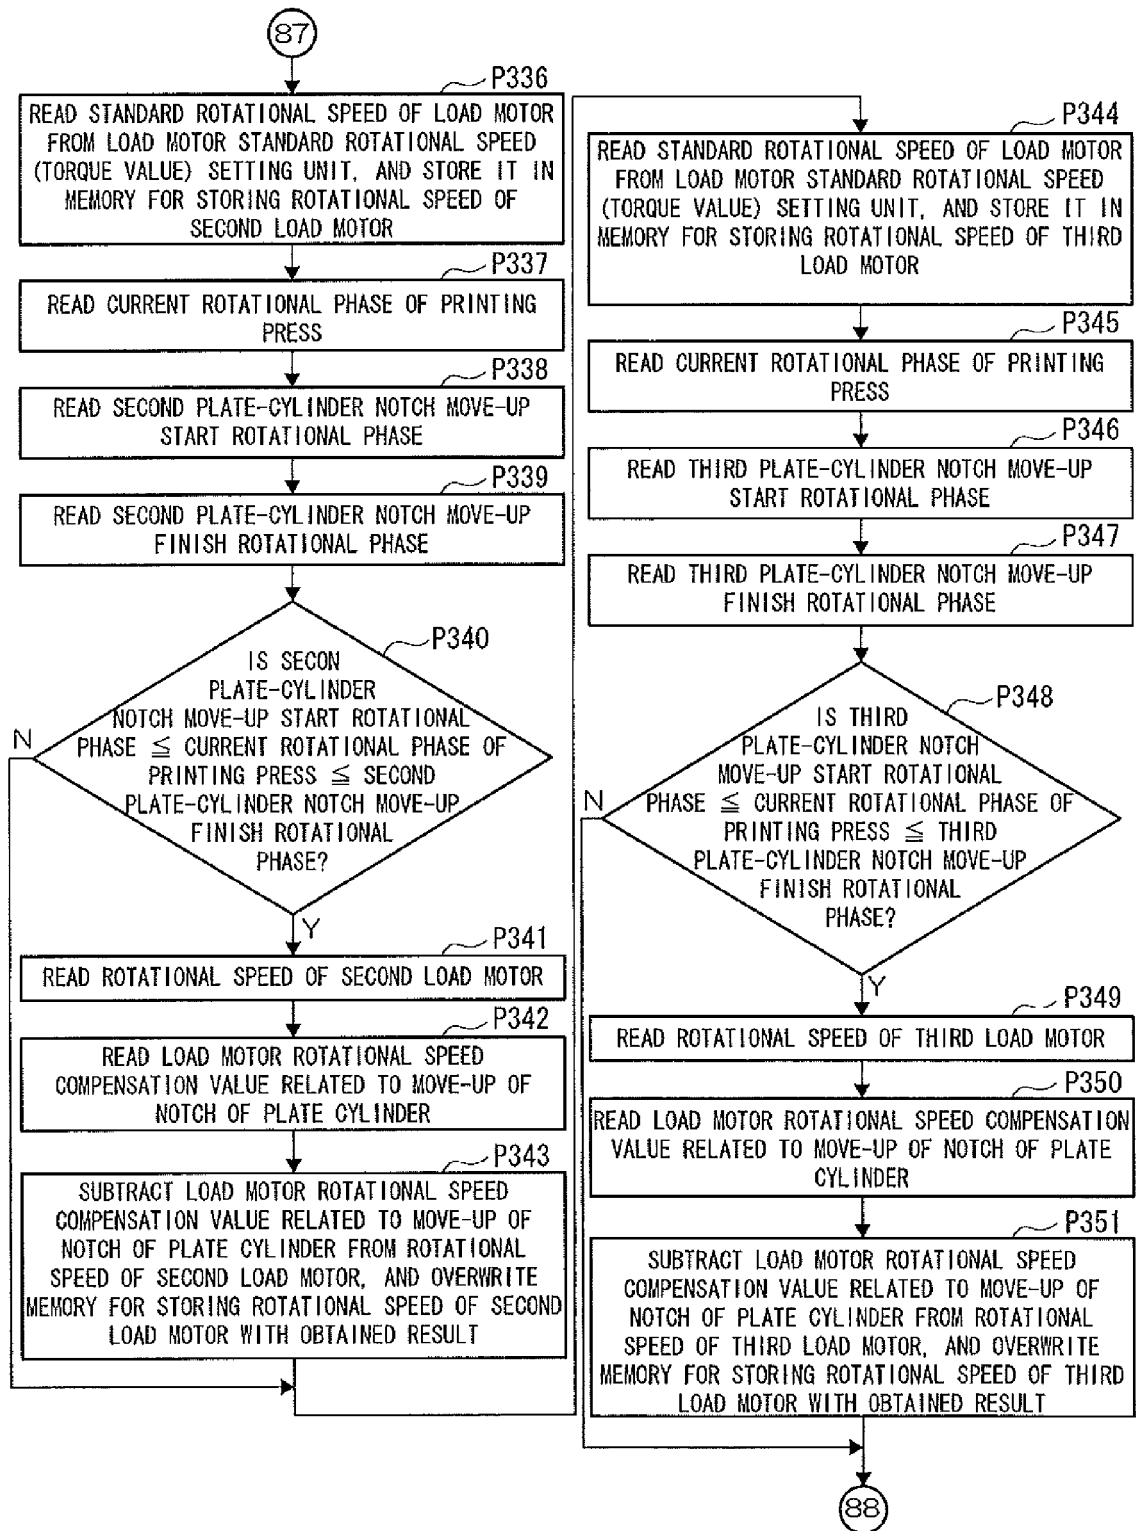 87
P336
READ STANDARD ROTATIONAL SPEED OF LOAD MOTOR
FROM LOAD MOTOR STANDARD ROTATIONAL SPEED
(TORQUE VALUE) SETTING UNIT, AND STORE IT IN
MEMORY FOR STORING ROTATIONAL SPEED OF
SECOND LOAD MOTOR
P337
READ CURRENT ROTATIONAL PHASE OF PRINTING
PRESS
P338
READ SECOND PLATE-CYLINDER NOTCH MOVE-UP
START ROTATIONAL PHASE
P339
READ SECOND PLATE-CYLINDER NOTCH MOVE-UP
FINISH ROTATIONAL PHASE
P340
IS SECON
PLATE-CYLINDER
NOTCH MOVE-UP START ROTATIONAL
PHASE ≦ CURRENT ROTATIONAL PHASE OF
PRINTING PRESS ≦ SECOND
PLATE-CYLINDER NOTCH MOVE-UP
FINISH ROTATIONAL
PHASE?
N
Y
P341
READ ROTATIONAL SPEED OF SECOND LOAD MOTOR
P342
READ LOAD MOTOR ROTATIONAL SPEED
COMPENSATION VALUE RELATED TO MOVE-UP OF
NOTCH OF PLATE CYLINDER
P343
SUBTRACT LOAD MOTOR ROTATIONAL SPEED
COMPENSATION VALUE RELATED TO MOVE-UP OF
NOTCH OF PLATE CYLINDER FROM ROTATIONAL
SPEED OF SECOND LOAD MOTOR, AND OVERWRITE
MEMORY FOR STORING ROTATIONAL SPEED OF SECOND
LOAD MOTOR WITH OBTAINED RESULT
P344
READ STANDARD ROTATIONAL SPEED OF LOAD MOTOR
FROM LOAD MOTOR STANDARD ROTATIONAL SPEED
(TORQUE VALUE) SETTING UNIT, AND STORE IT IN
MEMORY FOR STORING ROTATIONAL SPEED OF THIRD
LOAD MOTOR
P345
READ CURRENT ROTATIONAL PHASE OF PRINTING
PRESS
P346
READ THIRD PLATE-CYLINDER NOTCH MOVE-UP
START ROTATIONAL PHASE
P347
READ THIRD PLATE-CYLINDER NOTCH MOVE-UP
FINISH ROTATIONAL PHASE
P348
IS THIRD
PLATE-CYLINDER NOTCH
MOVE-UP START ROTATIONAL
PHASE ≦ CURRENT ROTATIONAL PHASE OF
PRINTING PRESS ≦ THIRD
PLATE-CYLINDER NOTCH MOVE-UP
FINISH ROTATIONAL
PHASE?
N
Y
P349
READ ROTATIONAL SPEED OF THIRD LOAD MOTOR
P350
READ LOAD MOTOR ROTATIONAL SPEED COMPENSATION
VALUE RELATED TO MOVE-UP OF NOTCH OF PLATE
CYLINDER
P351
SUBTRACT LOAD MOTOR ROTATIONAL SPEED
COMPENSATION VALUE RELATED TO MOVE-UP OF
NOTCH OF PLATE CYLINDER FROM ROTATIONAL
SPEED OF THIRD LOAD MOTOR, AND OVERWRITE
MEMORY FOR STORING ROTATIONAL SPEED OF THIRD
LOAD MOTOR WITH OBTAINED RESULT
88